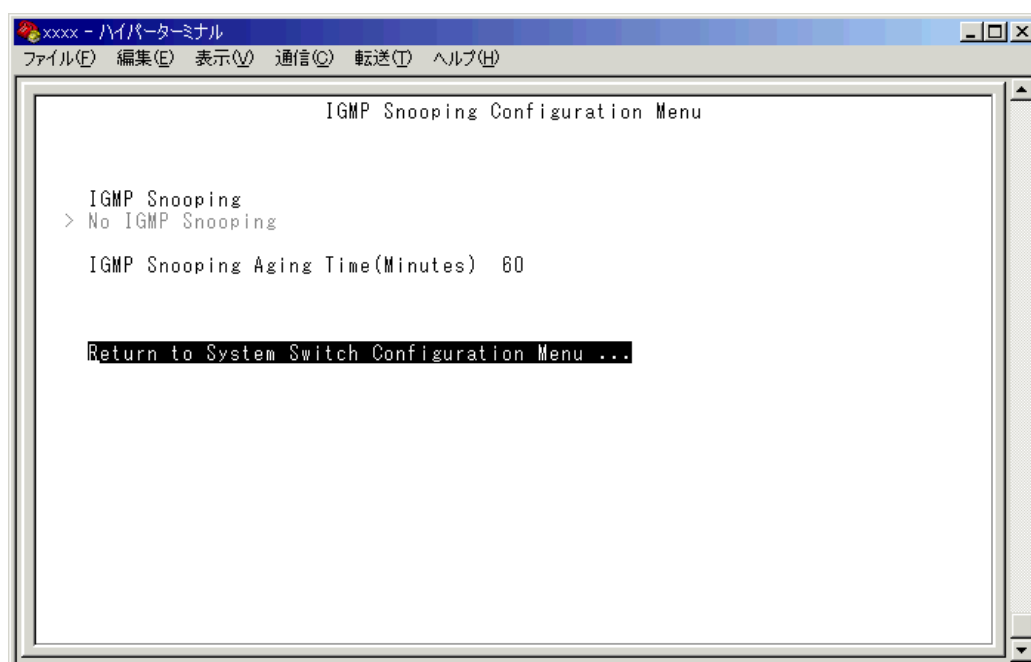 xxxx - ハイパーターミナル
ファイル(F) 編集(E) 表示(V) 通信(C) 転送(T) ヘルプ(H)
IGMP Snooping Configuration Menu
IGMP Snooping
> No IGMP Snooping
IGMP Snooping Aging Time(Minutes) 60
Return to System Switch Configuration Menu ...